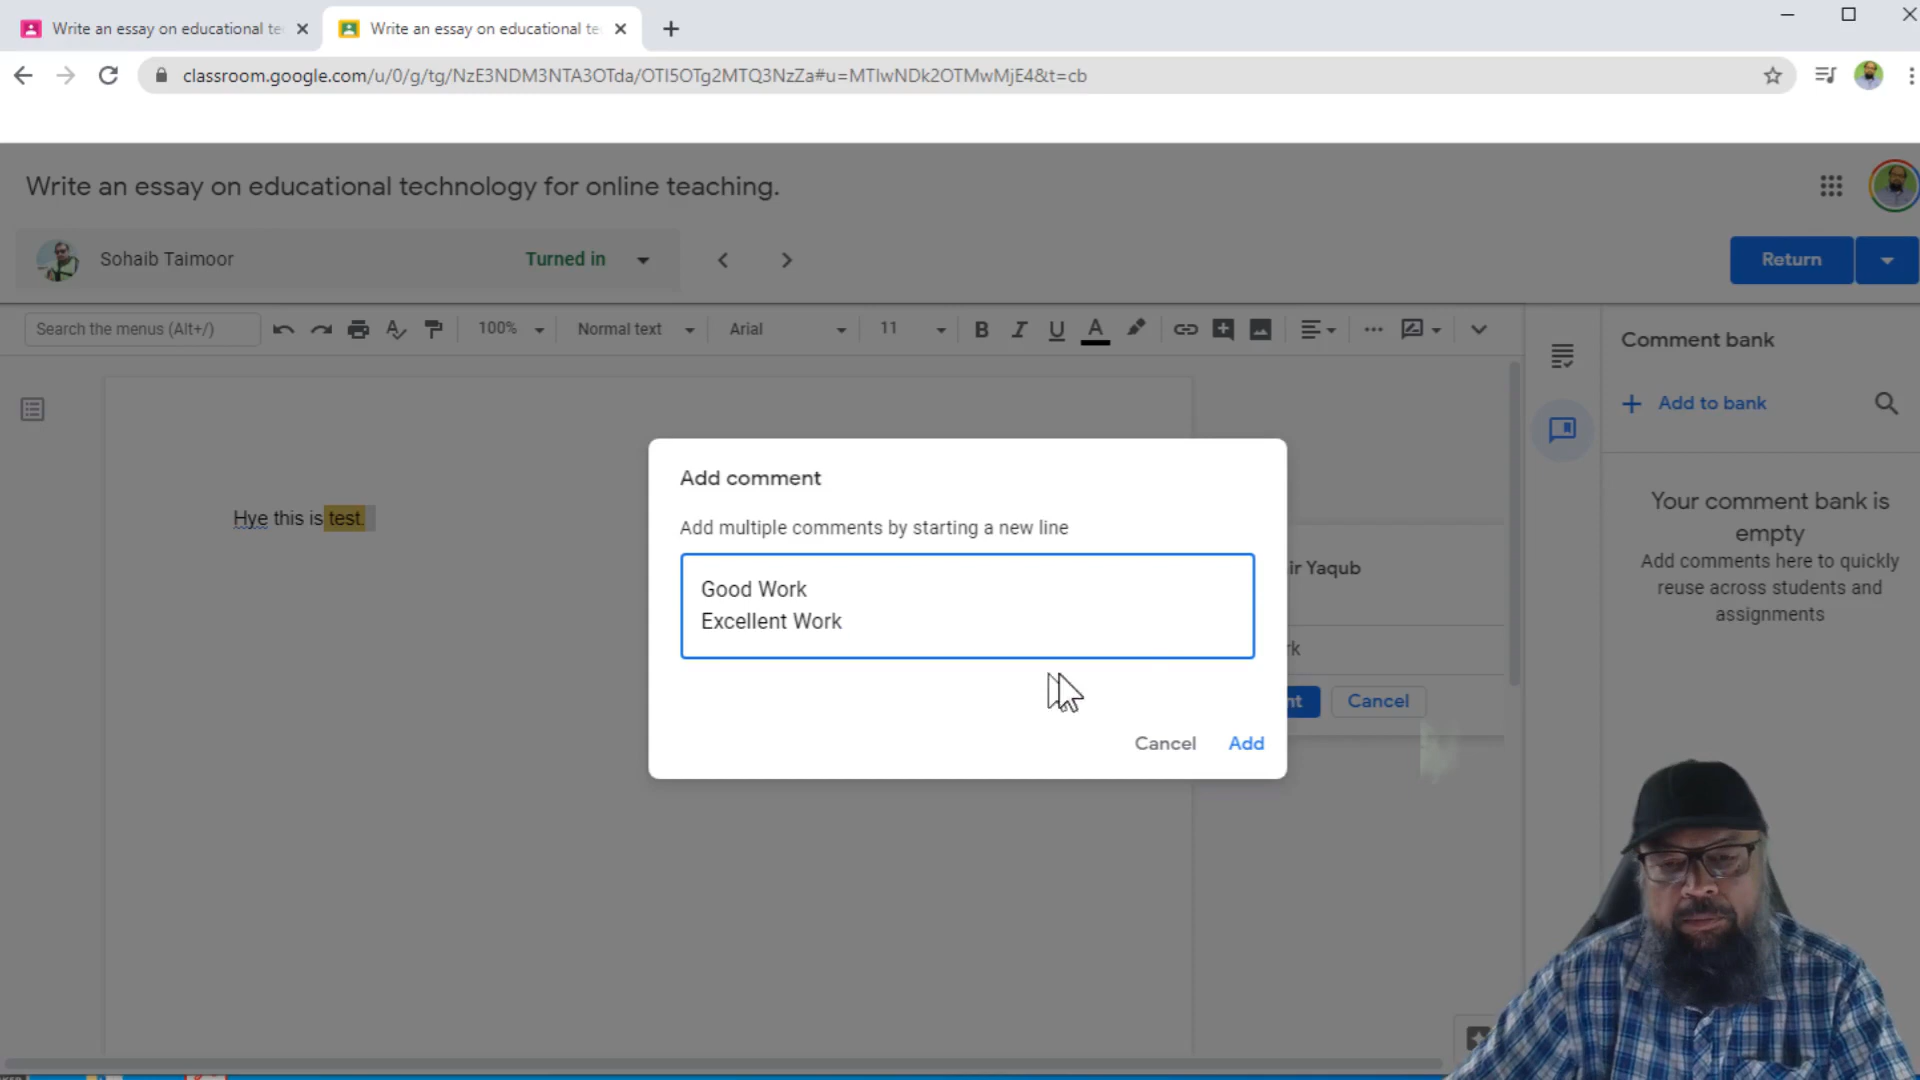 Write an essay on educational te
Write an essay on educational te
classroom.google.com/u/0/g/tg/NzE3NDM3NTA3OTda/OTI5OTg2MTQ3NzZa#u=MTIwNDk2OTMwMjE4&t=cb
Write an essay on educational technology for online teaching.
Sohaib Taimoor
Turned in
Return
Search the menus (Alt+/)
100%
Normal text
Arial
11
B I U A
Comment bank
+ Add to bank
Hye this is test.
Add comment
Add multiple comments by starting a new line
Good Work
Excellent Work
Cancel
Add
ir Yaqub
rk
nt
Cancel
Your comment bank is
empty
Add comments here to quickly
reuse across students and
assignments